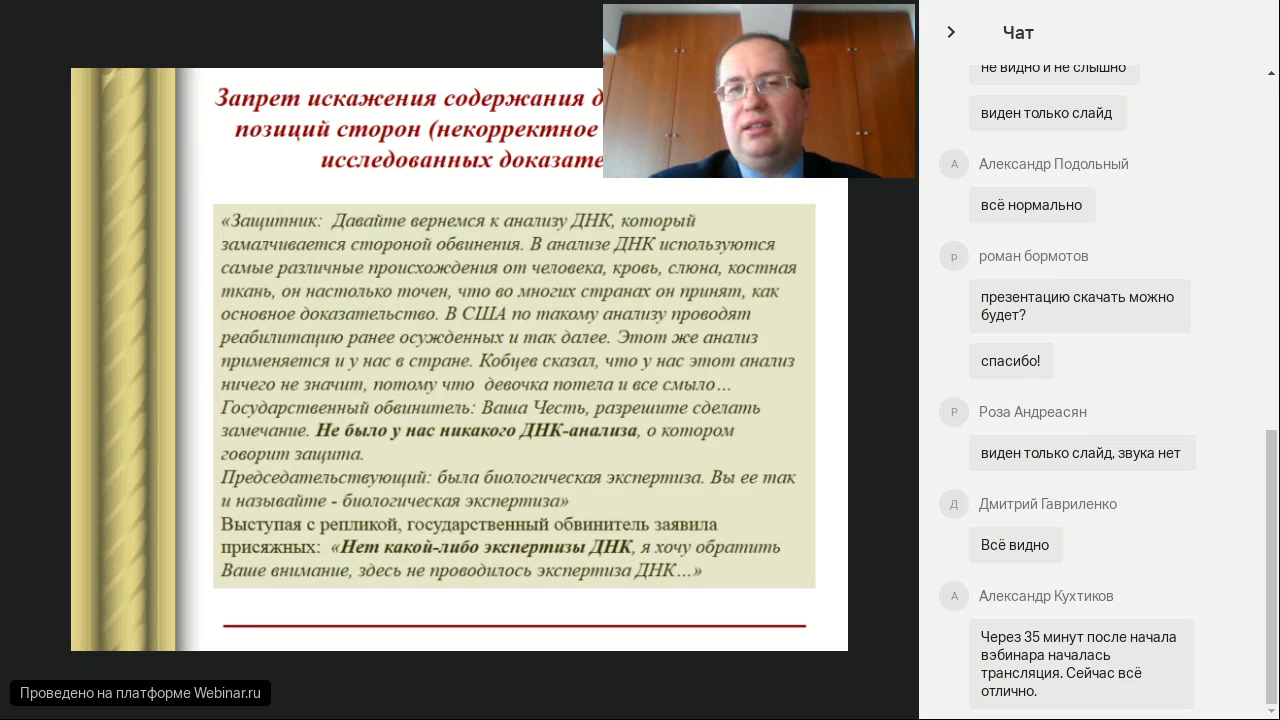 Запрет искажения содержания
позиций сторон (некорректное
исследованных
«Защитник: Давайте вернемся к анализу ДНК, который
замалчивается стороной обвинения. В анализе ДНК используются
самые различные происхождения от человека, кровь, слюна, костная
ткань, он настолько точен, что во многих странах он принят, как
основное доказательство. В США по такому анализу проводят
реабилитацию ранее осужденных и так далее. Этот же анализ
применяется и у нас в стране. Кобцев сказал, что у нас этот анализ
ничего не значит, потому что девочка потела и все смыло…
Государственный обвинитель: Ваша Честь, разрешите сделать
замечание. Не было у нас никакого ДНК-анализа, о котором
говорит защита.
Председательствующий: была биологическая экспертиза. Вы ее так
и называйте - биологическая экспертиза»
Выступая с репликой, государственный обвинитель заявила
присяжных: «Нет какой-либо экспертизы ДНК, я хочу обратить
Ваше внимание, здесь не проводилось экспертиза ДНК…»
Проведено на платформе Webinar.ru
Чат
не видно и не слышно
виден только слайд
А
Александр Подольный
всё нормально
р
роман бормотов
презентацию скачать можно
будет?
спасибо!
Р
Роза Андреасян
виден только слайд, звука нет
Д
Дмитрий Гавриленко
Всё видно
А
Александр Кухтиков
Через 35 минут после начала
вэбинара началась
трансляция. Сейчас всё
отлично.